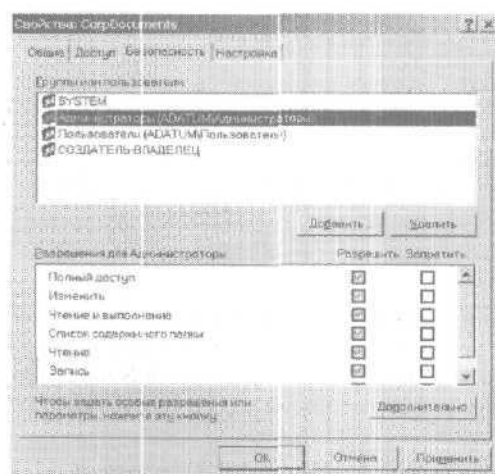 Свойства: CorpDocuments
Общие Доступ Безопасность Настройка
Группы или пользователи:
SYSTEM
Администраторы (ADATUM\Администраторы)
Пользователи (ADATUM\Пользователи)
СОЗДАТЕЛЬ-ВЛАДЕЛЕЦ
Добавить Удалить
Разрешения для Администраторы Разрешить Запретить
Полный доступ
Изменить
Чтение и выполнение
Список содержимого папки
Чтение
Запись
Чтобы задать особые разрешения или
параметры, нажмите эту кнопку.
Дополнительно
OK Отмена Применить